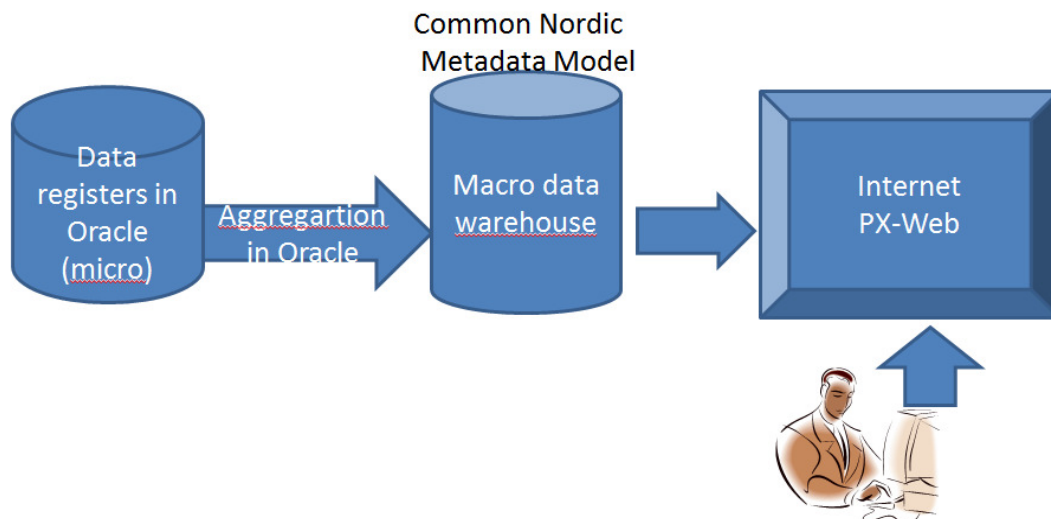 Common Nordic
Metadata Model
Data
registers in
Oracle
(micro)
Aggregartion
in Oracle
Macro data
warehouse
Internet
PX-Web